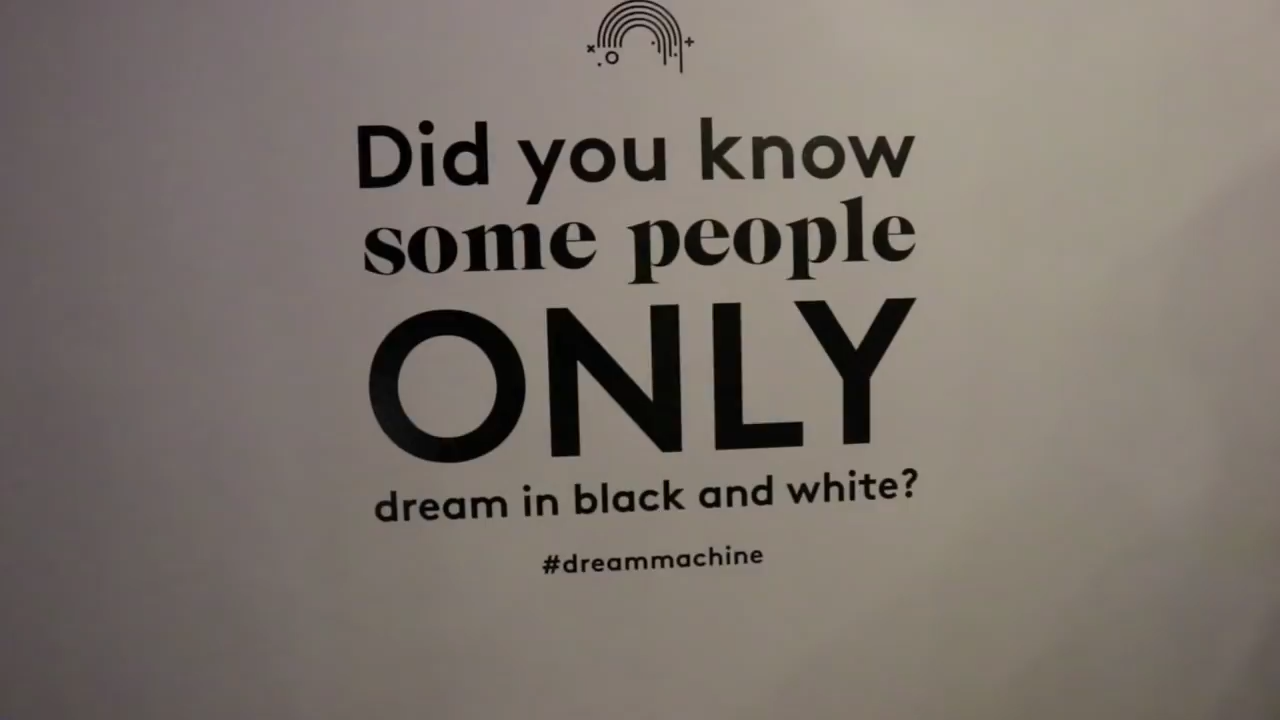 Did you know
some people
ONLY
dream in black and white?
#dreammachine